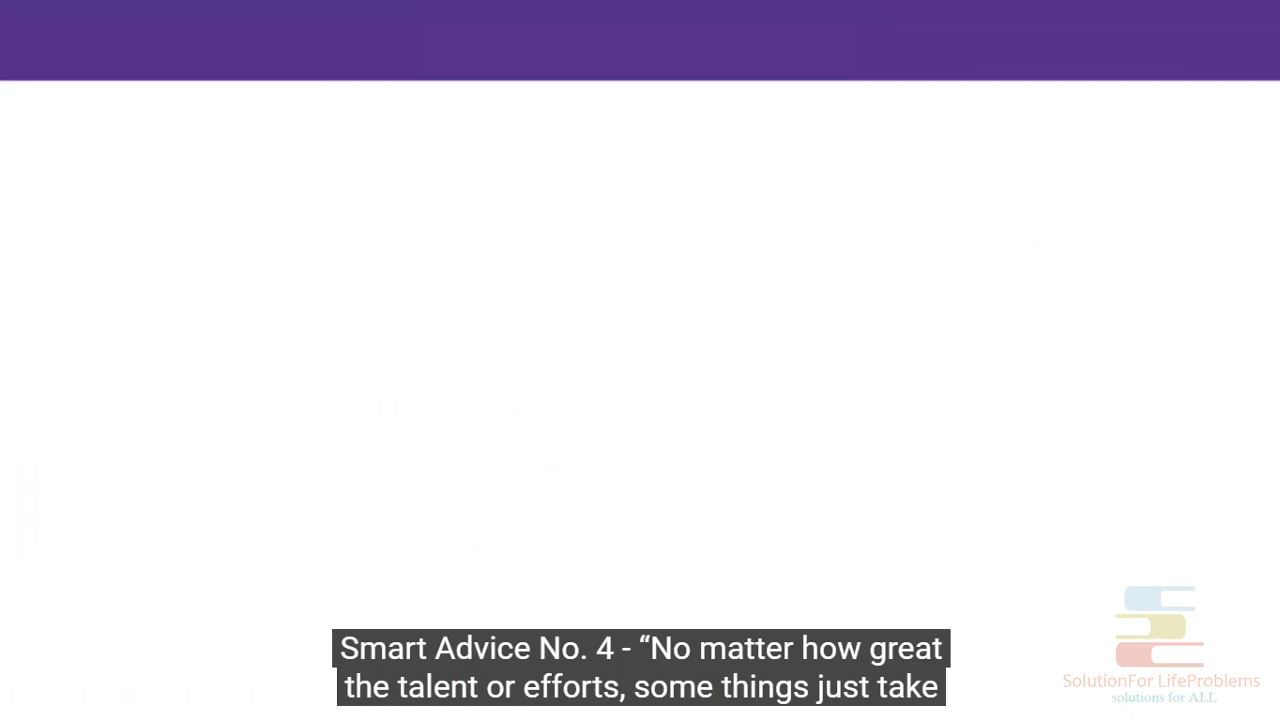 Smart Advice No. 4 - “No matter how great
the talent or efforts, some things just take
SolutionFor LifeProblems
solutions for ALL